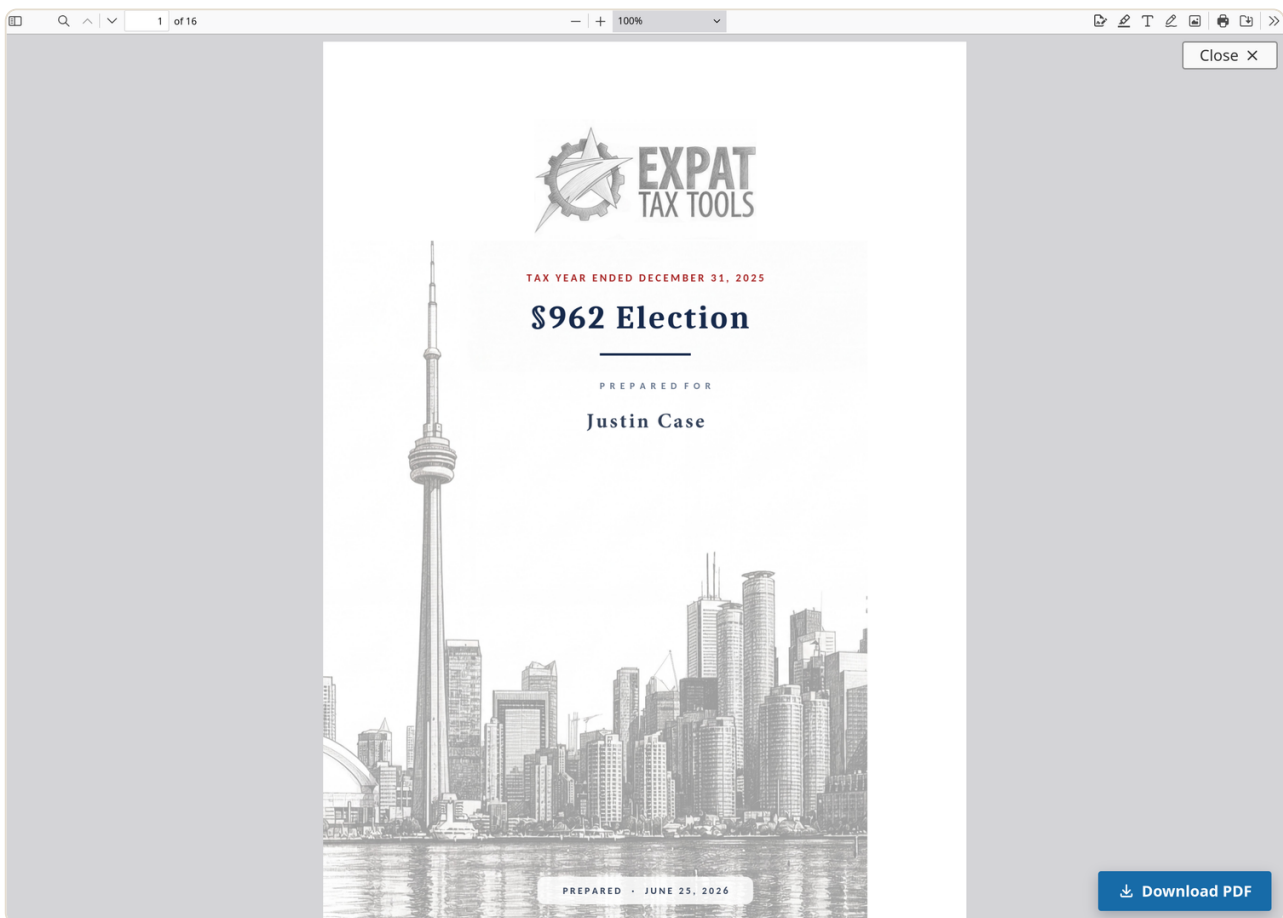 1 of 16 100%
Close
EXPAT
TAX TOOLS
TAX YEAR ENDED DECEMBER 31, 2025
§962 Election
PREPARED FOR
Justin Case
PREPARED · JUNE 25, 2026
Download PDF